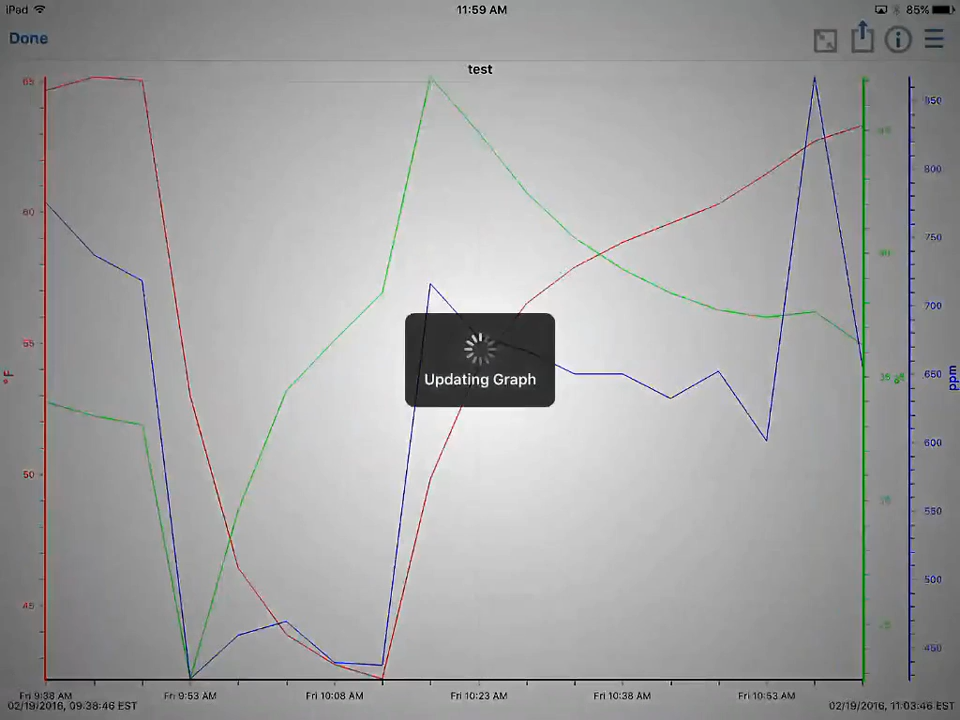 iPad
11:59 AM
85%
Done
test
65
60
55
50
45
°F
850
800
750
700
650
600
550
500
450
ppm
Updating Graph
Fri 9:38 AM
Fri 9:53 AM
Fri 10:08 AM
Fri 10:23 AM
Fri 10:38 AM
Fri 10:53 AM
02/19/2016, 09:38:46 EST
02/19/2016, 11:03:46 EST